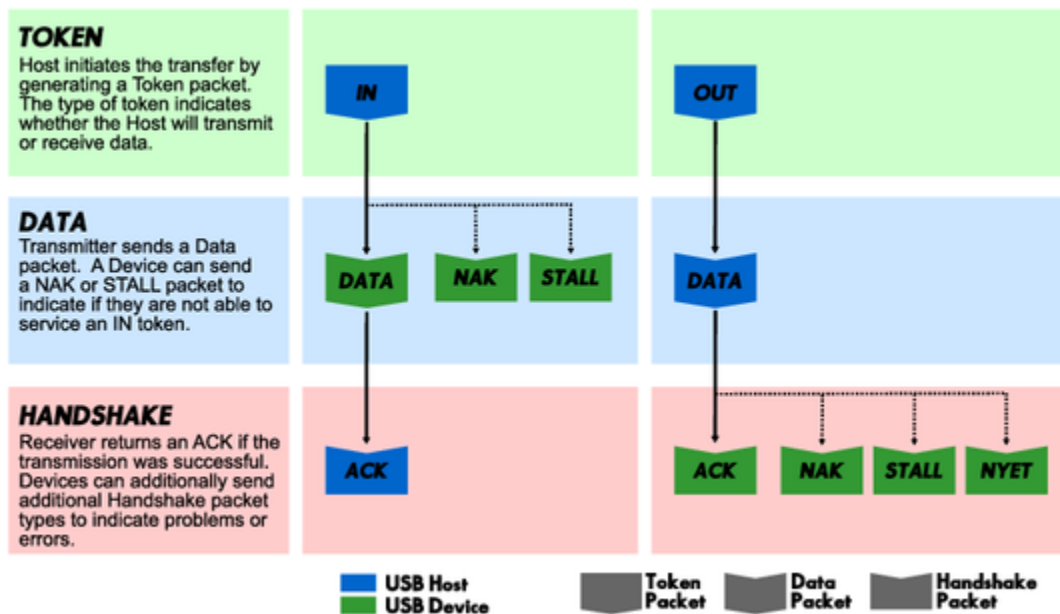 TOKEN
Host initiates the transfer by
generating a Token packet.
The type of token indicates
whether the Host will transmit
or receive data.
IN
OUT
DATA
Transmitter sends a Data
packet. A Device can send
a NAK or STALL packet to
indicate if they are not able to
service an IN token.
DATA
NAK
STALL
DATA
HANDSHAKE
Receiver returns an ACK if the
transmission was successful.
Devices can additionally send
additional Handshake packet
types to indicate problems or
errors.
ACK
ACK
NAK
STALL
NYET
USB Host
USB Device
Token
Packet
Data
Packet
Handshake
Packet